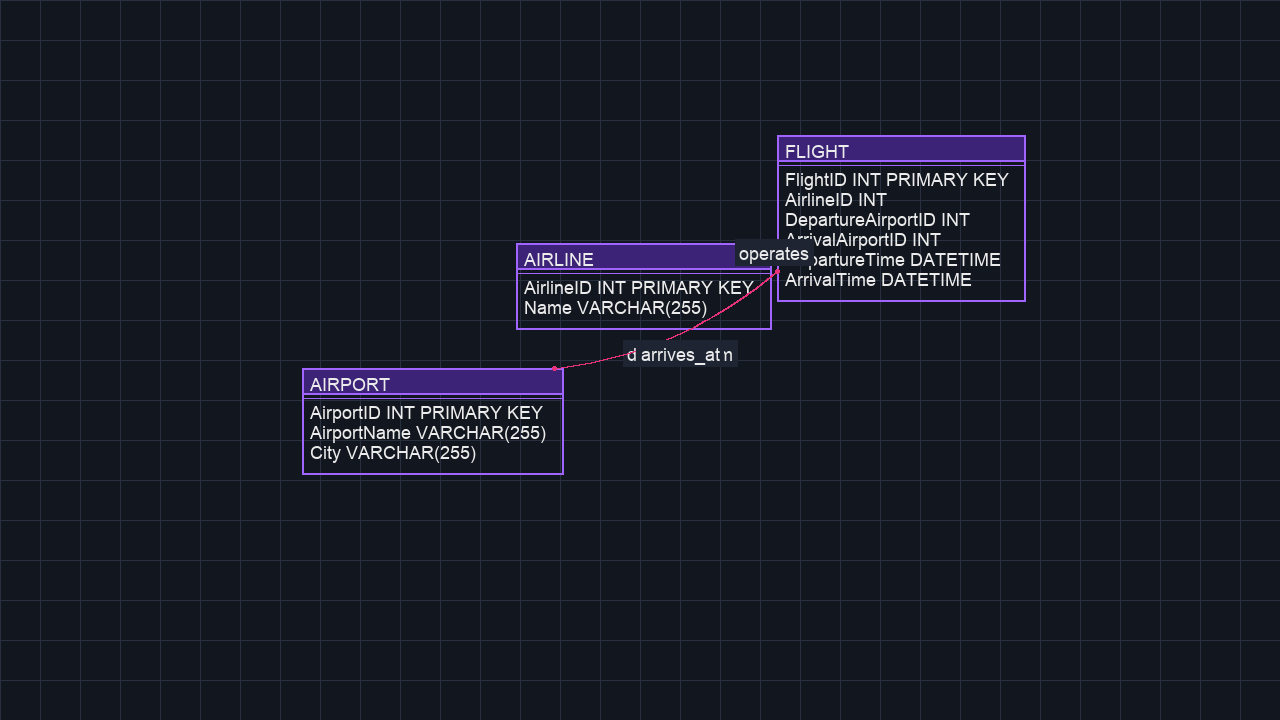 FLIGHT
FlightID INT PRIMARY KEY
AirlineID INT
DepartureAirportID INT
ArrivalAirportID INT
DATETIME
ArrivalTime DATETIME
operates
AIRLINE
AirlineID INT PRIMARY KEY
Name VARCHAR(255)
arrives_at
AIRPORT
AirportID INT PRIMARY KEY
AirportName VARCHAR(255)
City VARCHAR(255)